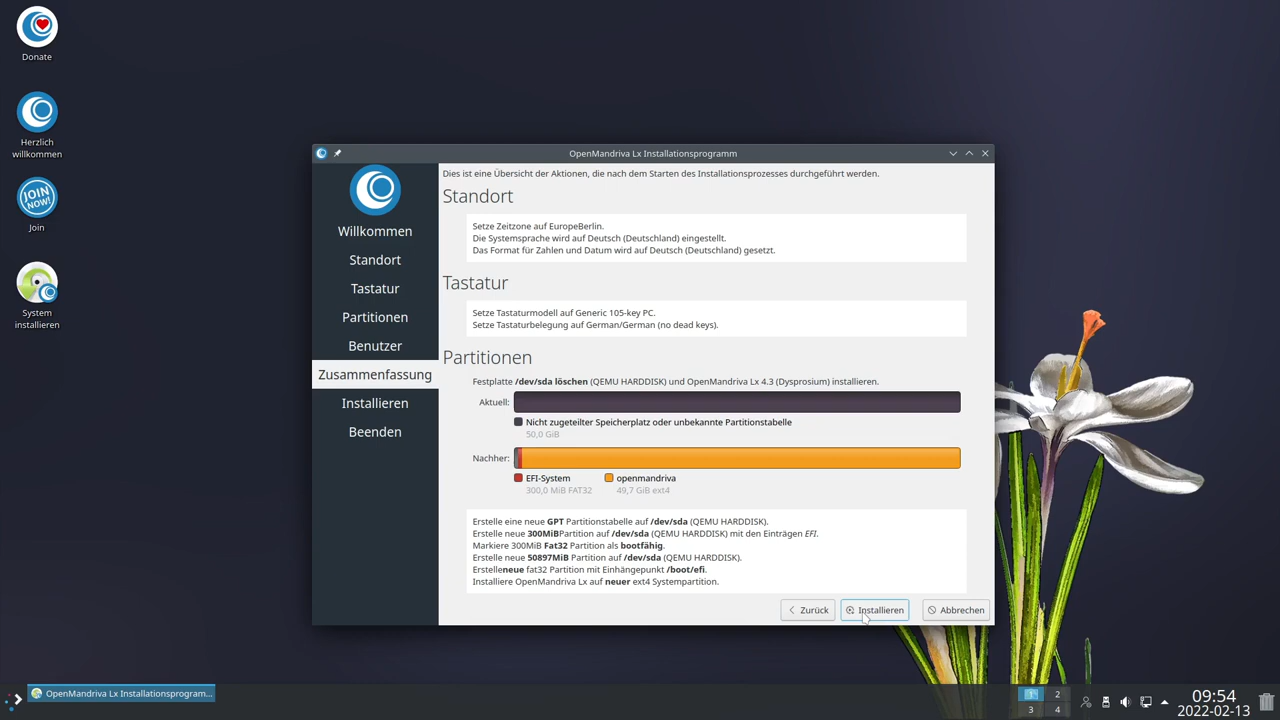 Donate
Herzlich
willkommen
JOIN
NOW!
Join
System
installieren
OpenMandriva Lx Installationsprogramm
Willkommen
Standort
Tastatur
Partitionen
Benutzer
Zusammenfassung
Installieren
Beenden
Dies ist eine Übersicht der Aktionen, die nach dem Starten des Installationsprozesses durchgeführt werden.
Standort
Setze Zeitzone auf EuropeBerlin.
Die Systemsprache wird auf Deutsch (Deutschland) eingestellt.
Das Format für Zahlen und Datum wird auf Deutsch (Deutschland) gesetzt.
Tastatur
Setze Tastaturmodell auf Generic 105-key PC.
Setze Tastaturbelegung auf German/German (no dead keys).
Partitionen
Festplatte /dev/sda löschen (QEMU HARDDISK) und OpenMandriva Lx 4.3 (Dysprosium) installieren.
Aktuell:
Nicht zugeteilter Speicherplatz oder unbekannte Partitionstabelle
50,0 GiB
Nachher:
EFI-System openmandriva
300,0 MiB FAT32 49,7 GiB ext4
Erstelle eine neue GPT Partitionstabelle auf /dev/sda (QEMU HARDDISK).
Erstelle neue 300MiBPartition auf /dev/sda (QEMU HARDDISK) mit den Einträgen EFI.
Markiere 300MiB Fat32 Partition als bootfähig.
Erstelle neue 50897MiB Partition auf /dev/sda (QEMU HARDDISK).
Erstelleneue fat32 Partition mit Einhängepunkt /boot/efi.
Installiere OpenMandriva Lx auf neuer ext4 Systempartition.
Zurück Installieren Abbrechen
OpenMandriva Lx Installationsprogram...
1 2
3 4
09:54
2022-02-13